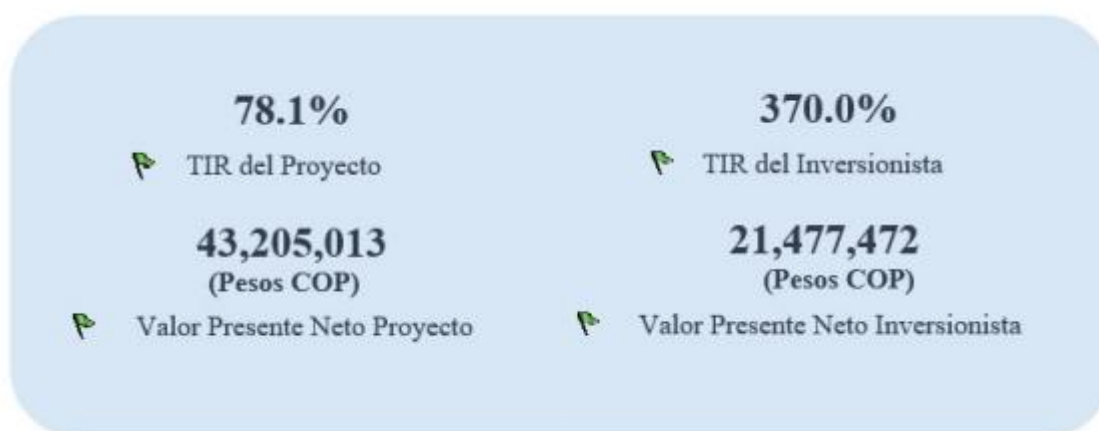 78.1%
TIR del Proyecto
43,205,013
(Pesos COP)
Valor Presente Neto Proyecto
370.0%
TIR del Inversionista
21,477,472
(Pesos COP)
Valor Presente Neto Inversionista